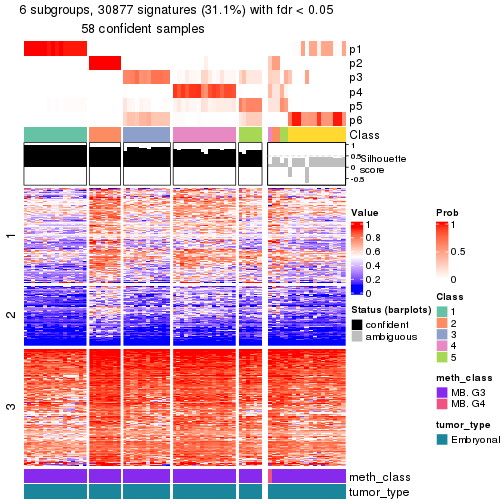 6 subgroups, 30877 signatures (31.1%) with fdr < 0.05
58 confident samples
p1
p2
p3
p4
p5
p6
Class
1
0.5
0
-0.5
Silhouette
score
1
2
3
meth_class
tumor_type
Value
1
0.8
0.6
0.4
0.2
0
Status (barplots)
confident
ambiguous
Prob
1
0.5
0
Class
1
2
3
4
5
meth_class
MB. G3
MB. G4
tumor_type
Embryonal